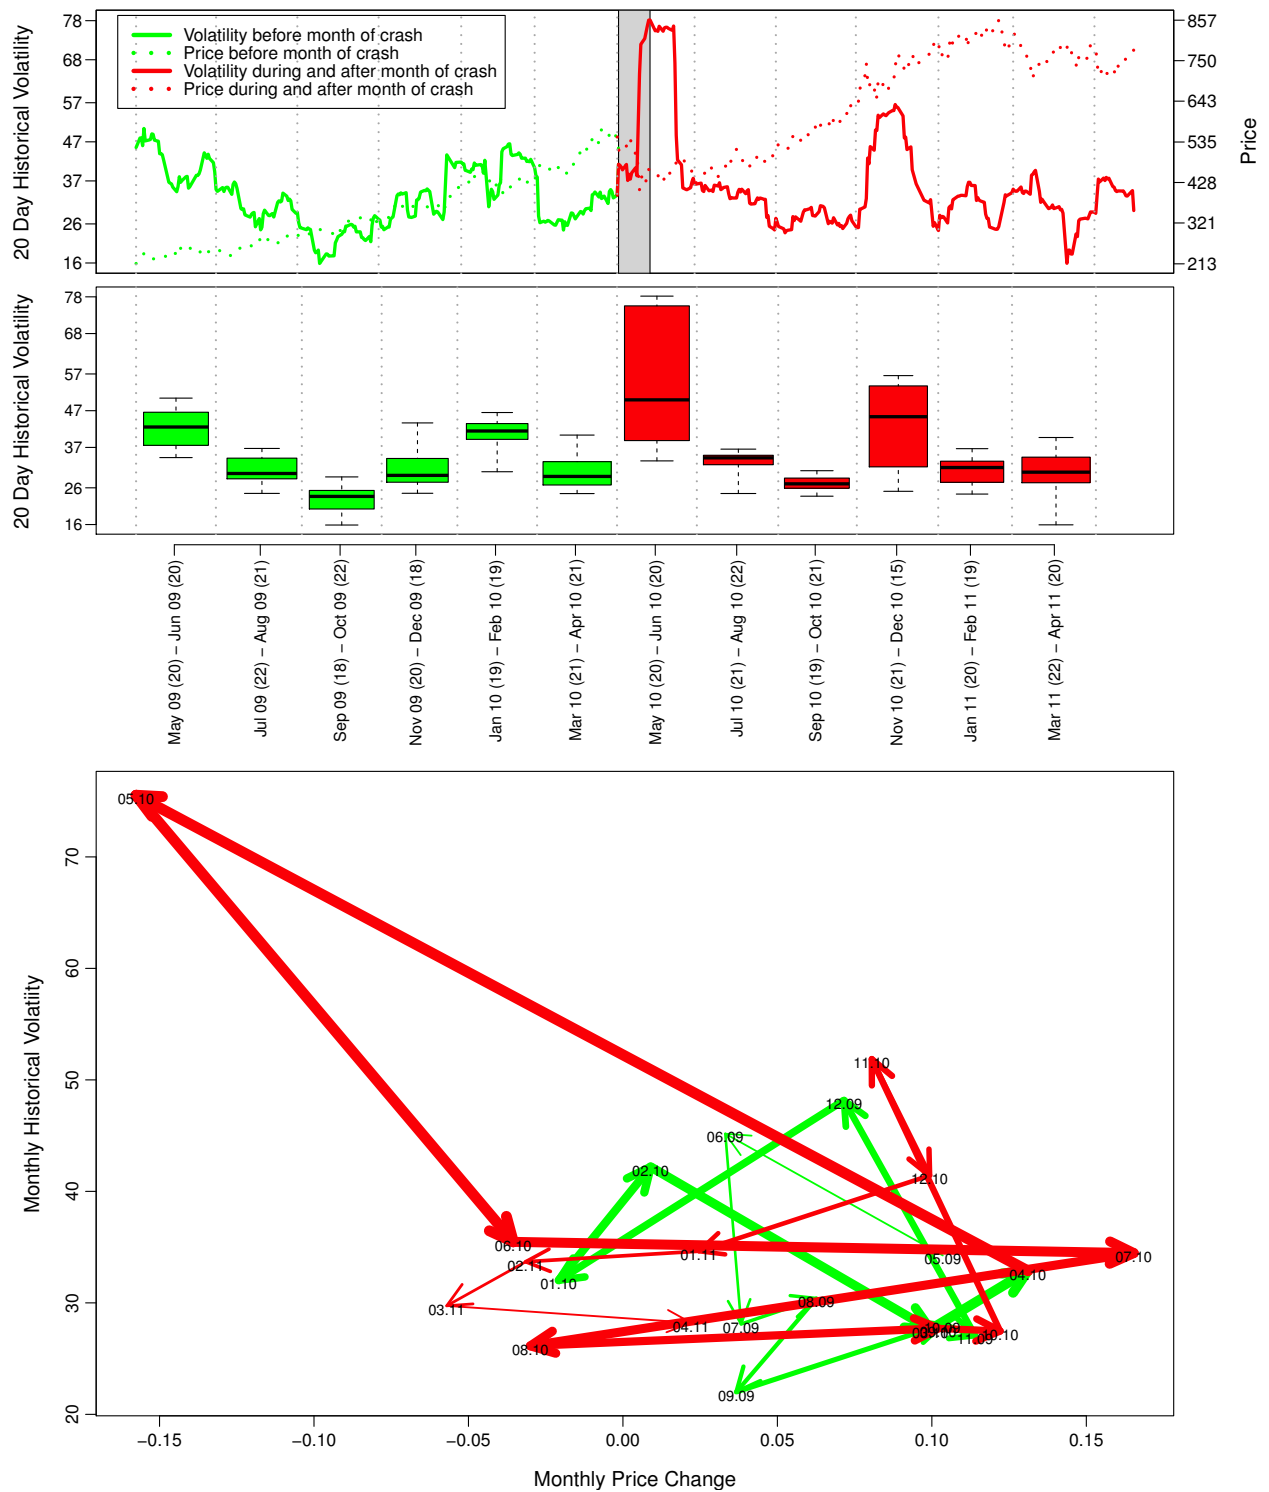 Volatility before month of crash
Price before month of crash
Volatility during and after month of crash
Price during and after month of crash
20 Day Historical Volatility
78
68
57
47
37
26
16
857
750
643
535
428
321
213
Price
20 Day Historical Volatility
78
68
57
47
37
26
16
May 09 (20) − Jun 09 (20)
Jul 09 (22) − Aug 09 (21)
Sep 09 (18) − Oct 09 (22)
Nov 09 (20) − Dec 09 (18)
Jan 10 (19) − Feb 10 (19)
Mar 10 (21) − Apr 10 (21)
May 10 (20) − Jun 10 (20)
Jul 10 (21) − Aug 10 (22)
Sep 10 (19) − Oct 10 (21)
Nov 10 (21) − Dec 10 (15)
Jan 11 (20) − Feb 11 (19)
Mar 11 (22) − Apr 11 (20)
Monthly Historical Volatiity
70
60
50
40
30
20
05.10
11.10
12.09
06.09
02.10
12.10
06.10
01.11
05.09
07.10
02.11
01.10
04.10
03.11
08.09
04.11
07.09
10.09
11.09
10.10
08.10
09.09
−0.15
−0.10
−0.05
0.00
0.05
0.10
0.15
Monthly Price Change